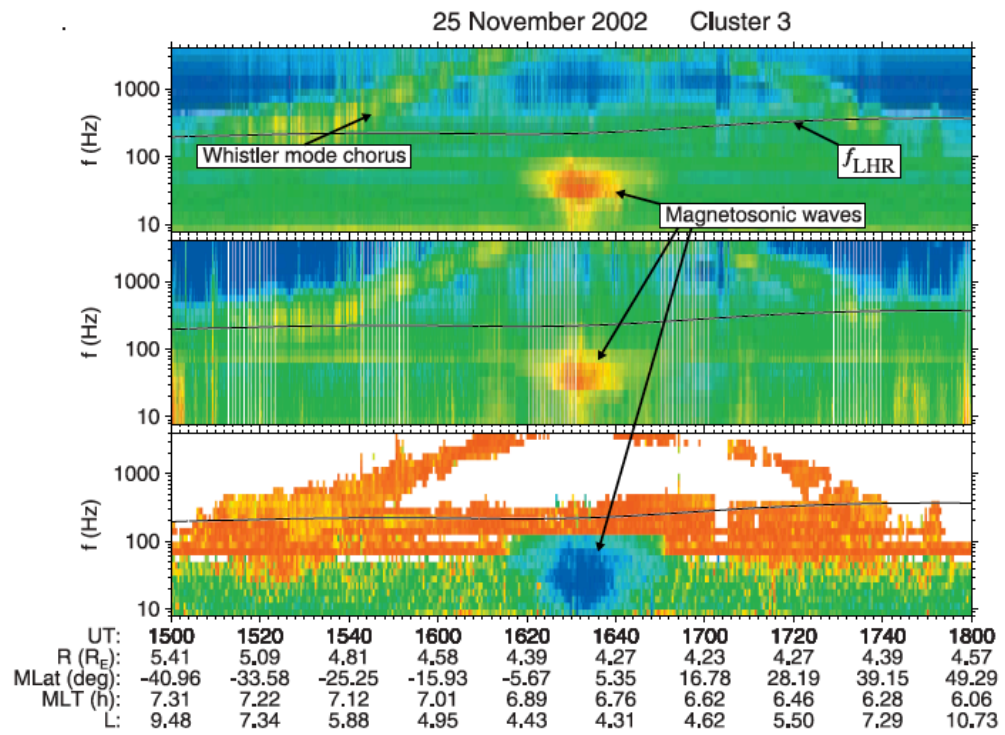 25 November 2002 Cluster 3
f (Hz)
1000
100
10
Whistler mode chorus
fLHR
Magnetosonic waves
f (Hz)
1000
100
10
f (Hz)
1000
100
10
UT: 1500 1520 1540 1600 1620 1640 1700 1720 1740 1800
R (RE): 5.41 5.09 4.81 4.58 4.39 4.27 4.23 4.27 4.39 4.57
MLat (deg): -40.96 -33.58 -25.25 -15.93 -5.67 5.35 16.78 28.19 39.15 49.29
MLT (h): 7.31 7.22 7.12 7.01 6.89 6.76 6.62 6.46 6.28 6.06
L: 9.48 7.34 5.88 4.95 4.43 4.31 4.62 5.50 7.29 10.73